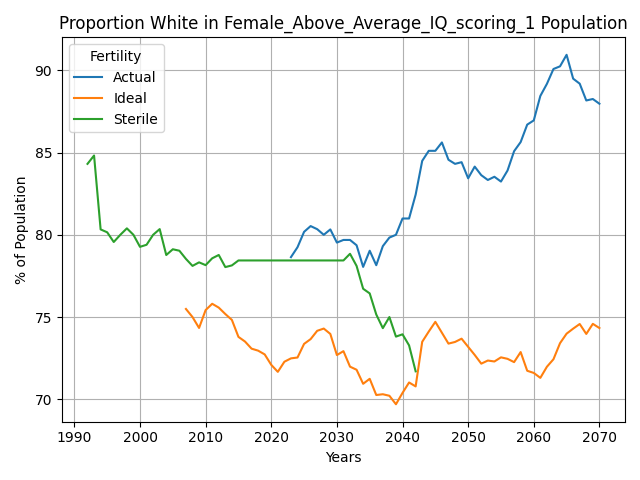 Proportion White in Female_Above_Average_IQ_scoring_1 Population
Fertility
Actual
Ideal
Sterile
% of Population
90
85
80
75
70
1990 2000 2010 2020 2030 2040 2050 2060 2070
Years